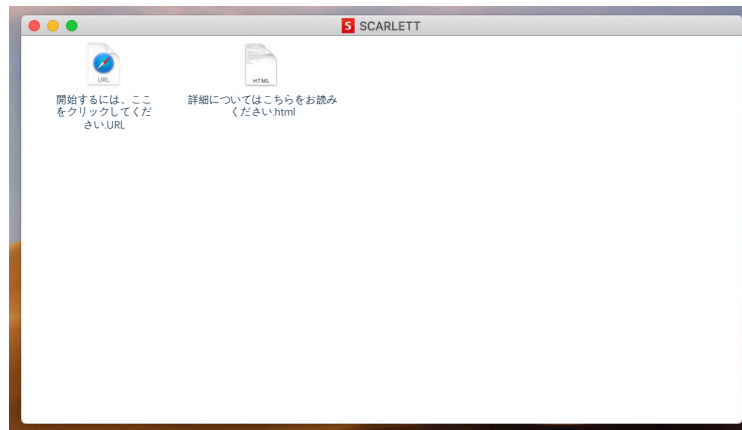 S SCARLETT
URL
HTML
開始するには、ここ
をクリックしてくだ
さい.URL
詳細についてはこちらをお読み
ください.html